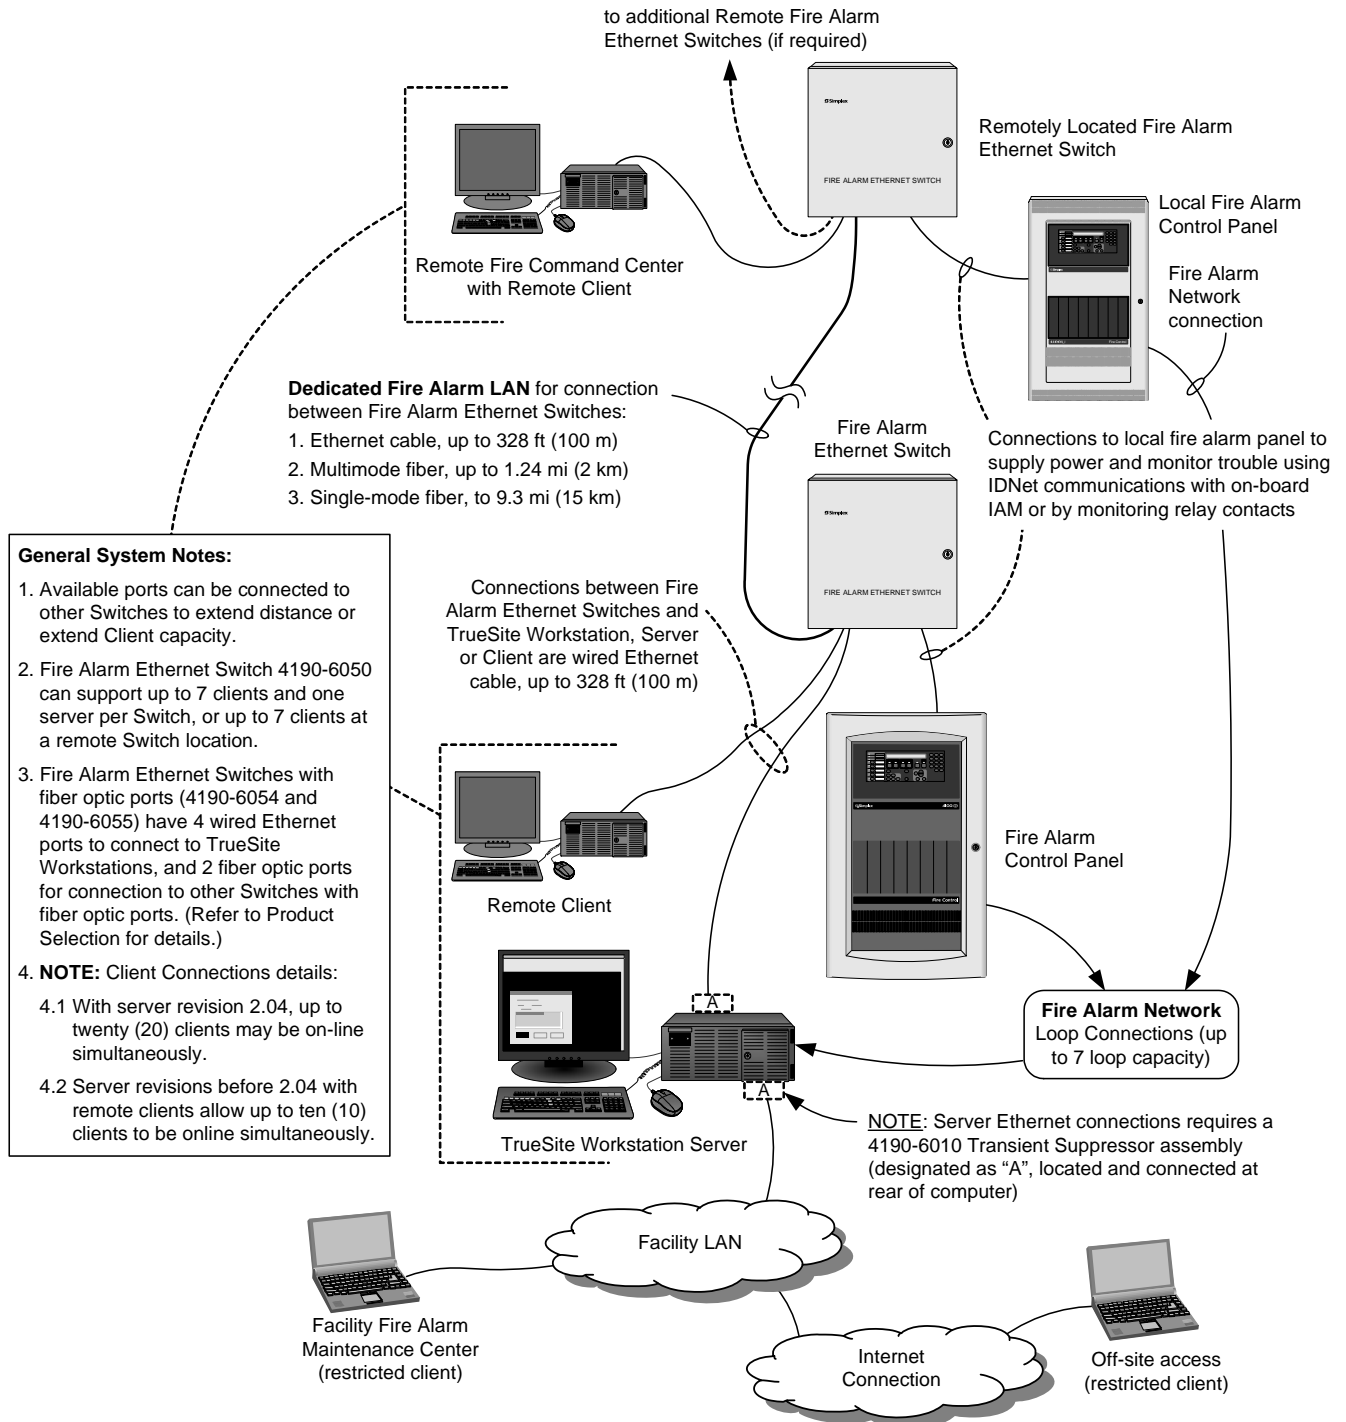 to additional Remote Fire Alarm
Ethernet Switches (if required)
Simplex
FIRE ALARM ETHERNET SWITCH
Remotely Located Fire Alarm
Ethernet Switch
Local Fire Alarm
Control Panel
Fire Alarm
Network
connection
Remote Fire Command Center
with Remote Client
Dedicated Fire Alarm LAN for connection
between Fire Alarm Ethernet Switches:
1. Ethernet cable, up to 328 ft (100 m)
2. Multimode fiber, up to 1.24 mi (2 km)
3. Single-mode fiber, to 9.3 mi (15 km)
Fire Alarm
Ethernet Switch
Simplex
FIRE ALARM ETHERNET SWITCH
Connections to local fire alarm panel to
supply power and monitor trouble using
IDNet communications with on-board
IAM or by monitoring relay contacts
General System Notes:
1. Available ports can be connected to
other Switches to extend distance or
extend Client capacity.
2. Fire Alarm Ethernet Switch 4190-6050
can support up to 7 clients and one
server per Switch, or up to 7 clients at
a remote Switch location.
3. Fire Alarm Ethernet Switches with
fiber optic ports (4190-6054 and
4190-6055) have 4 wired Ethernet
ports to connect to TrueSite
Workstations, and 2 fiber optic ports
for connection to other Switches with
fiber optic ports. (Refer to Product
Selection for details.)
4. NOTE: Client Connections details:
4.1 With server revision 2.04, up to
twenty (20) clients may be on-line
simultaneously.
4.2 Server revisions before 2.04 with
remote clients allow up to ten (10)
clients to be online simultaneously.
Connections between Fire
Alarm Ethernet Switches and
TrueSite Workstation, Server
or Client are wired Ethernet
cable, up to 328 ft (100 m)
Remote Client
Simplex
Fire Control
Fire Alarm
Control Panel
A
A
TrueSite Workstation Server
Fire Alarm Network
Loop Connections (up
to 7 loop capacity)
NOTE: Server Ethernet connections requires a
4190-6010 Transient Suppressor assembly
(designated as “A”, located and connected at
rear of computer)
Facility LAN
Facility Fire Alarm
Maintenance Center
(restricted client)
Internet
Connection
Off-site access
(restricted client)